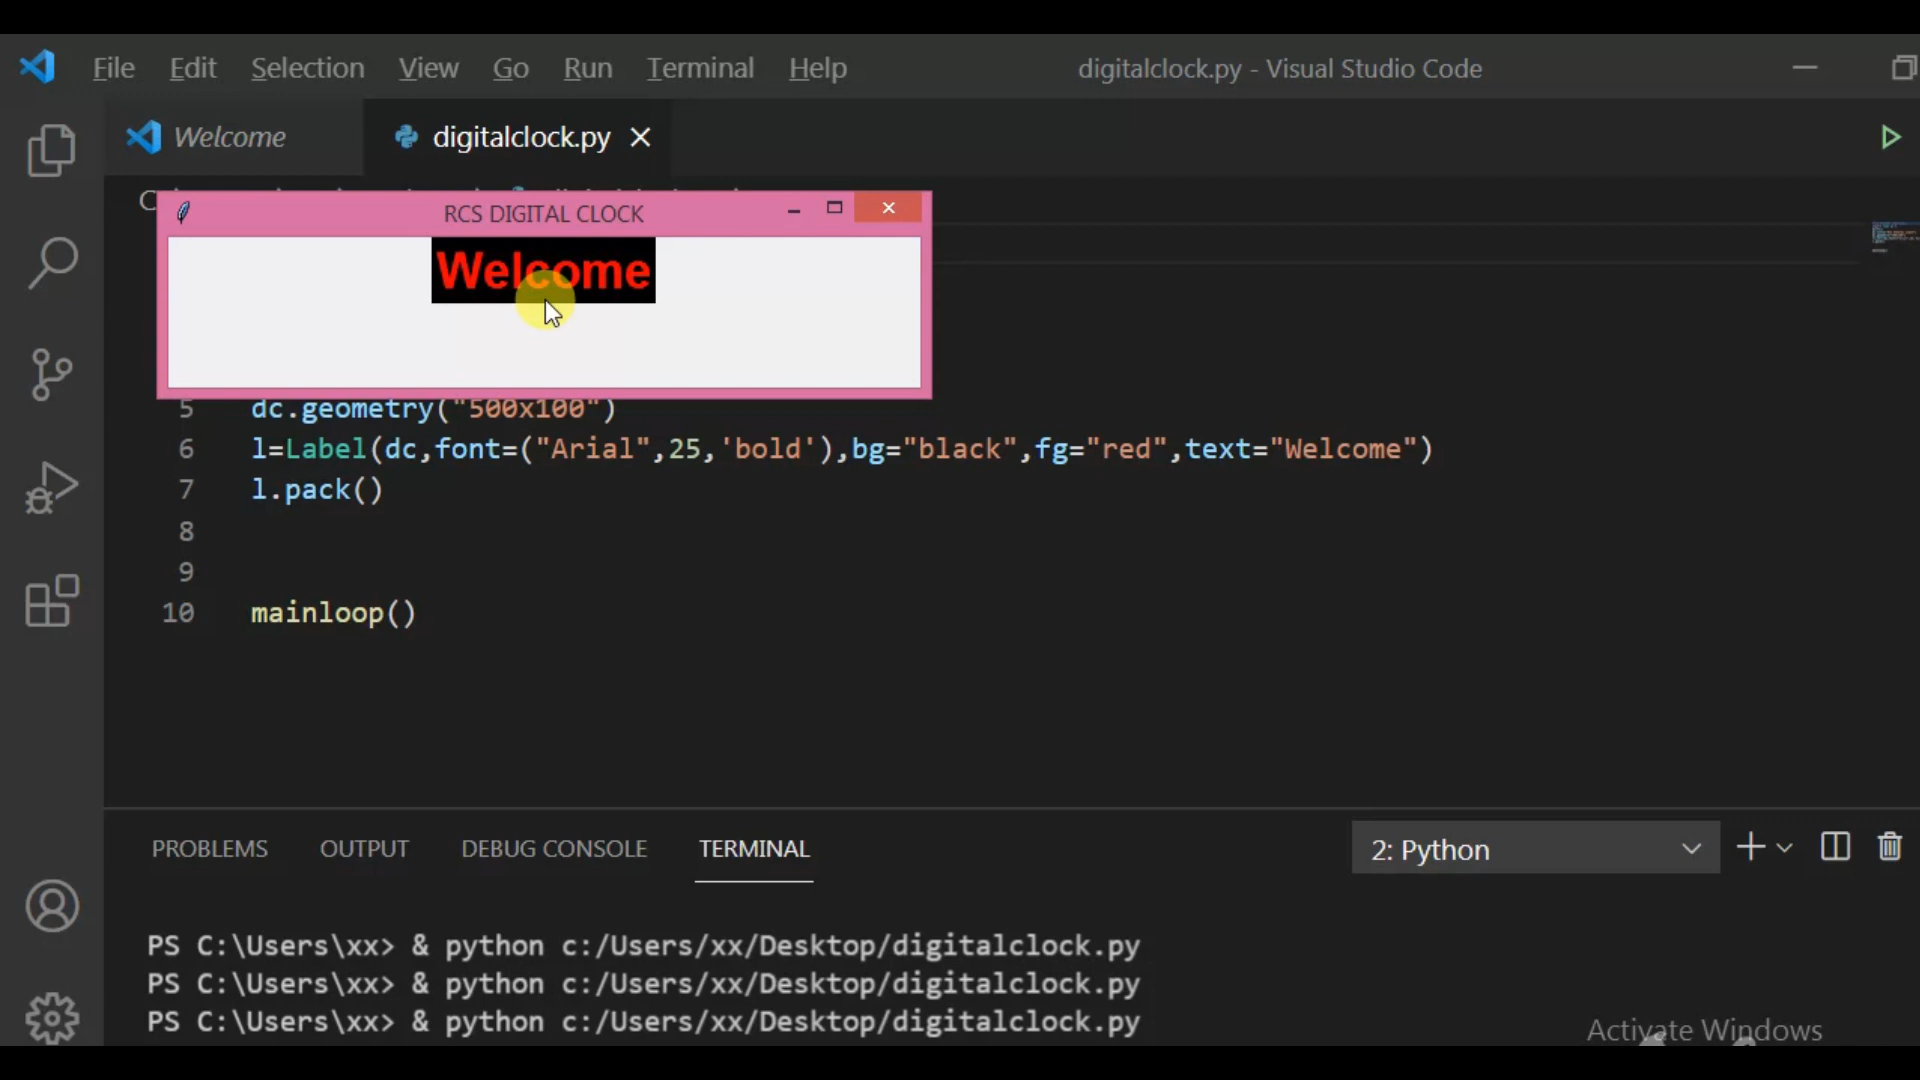 File Edit Selection View Go Run Terminal Help digitalclock.py - Visual Studio Code
Welcome digitalclock.py
RCS DIGITAL CLOCK
Welcome
5 dc.geometry("500x100")
6 l=Label(dc,font=("Arial",25,'bold'),bg="black",fg="red",text="Welcome")
7 l.pack()
8
9
10 mainloop()
PROBLEMS OUTPUT DEBUG CONSOLE TERMINAL 2: Python
PS C:\Users\xx> & python c:/Users/xx/Desktop/digitalclock.py
PS C:\Users\xx> & python c:/Users/xx/Desktop/digitalclock.py
PS C:\Users\xx> & python c:/Users/xx/Desktop/digitalclock.py
Activate Windows